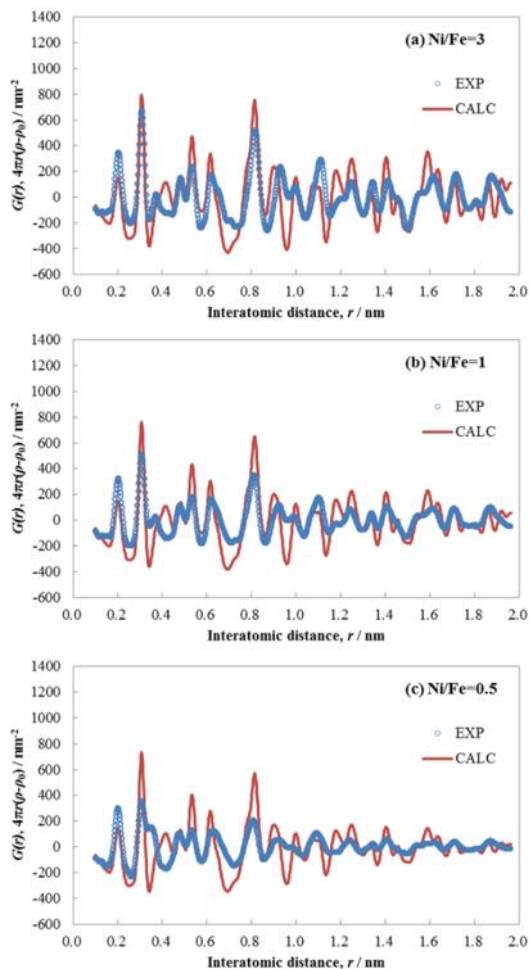 1400
(a) Ni/Fe=3
1200
1000
EXP
800
CALC
600
400
200
0
-200
-400
-600
G(r), 4πr(ρ-ρ₀) / nm⁻²
0.0 0.2 0.4 0.6 0.8 1.0 1.2 1.4 1.6 1.8 2.0
Interatomic distance, r / nm
1400
(b) Ni/Fe=1
1200
1000
EXP
800
CALC
600
400
200
0
-200
-400
-600
G(r), 4πr(ρ-ρ₀) / nm⁻²
0.0 0.2 0.4 0.6 0.8 1.0 1.2 1.4 1.6 1.8 2.0
Interatomic distance, r / nm
1400
(c) Ni/Fe=0.5
1200
1000
EXP
800
CALC
600
400
200
0
-200
-400
-600
G(r), 4πr(ρ-ρ₀) / nm⁻²
0.0 0.2 0.4 0.6 0.8 1.0 1.2 1.4 1.6 1.8 2.0
Interatomic distance, r / nm